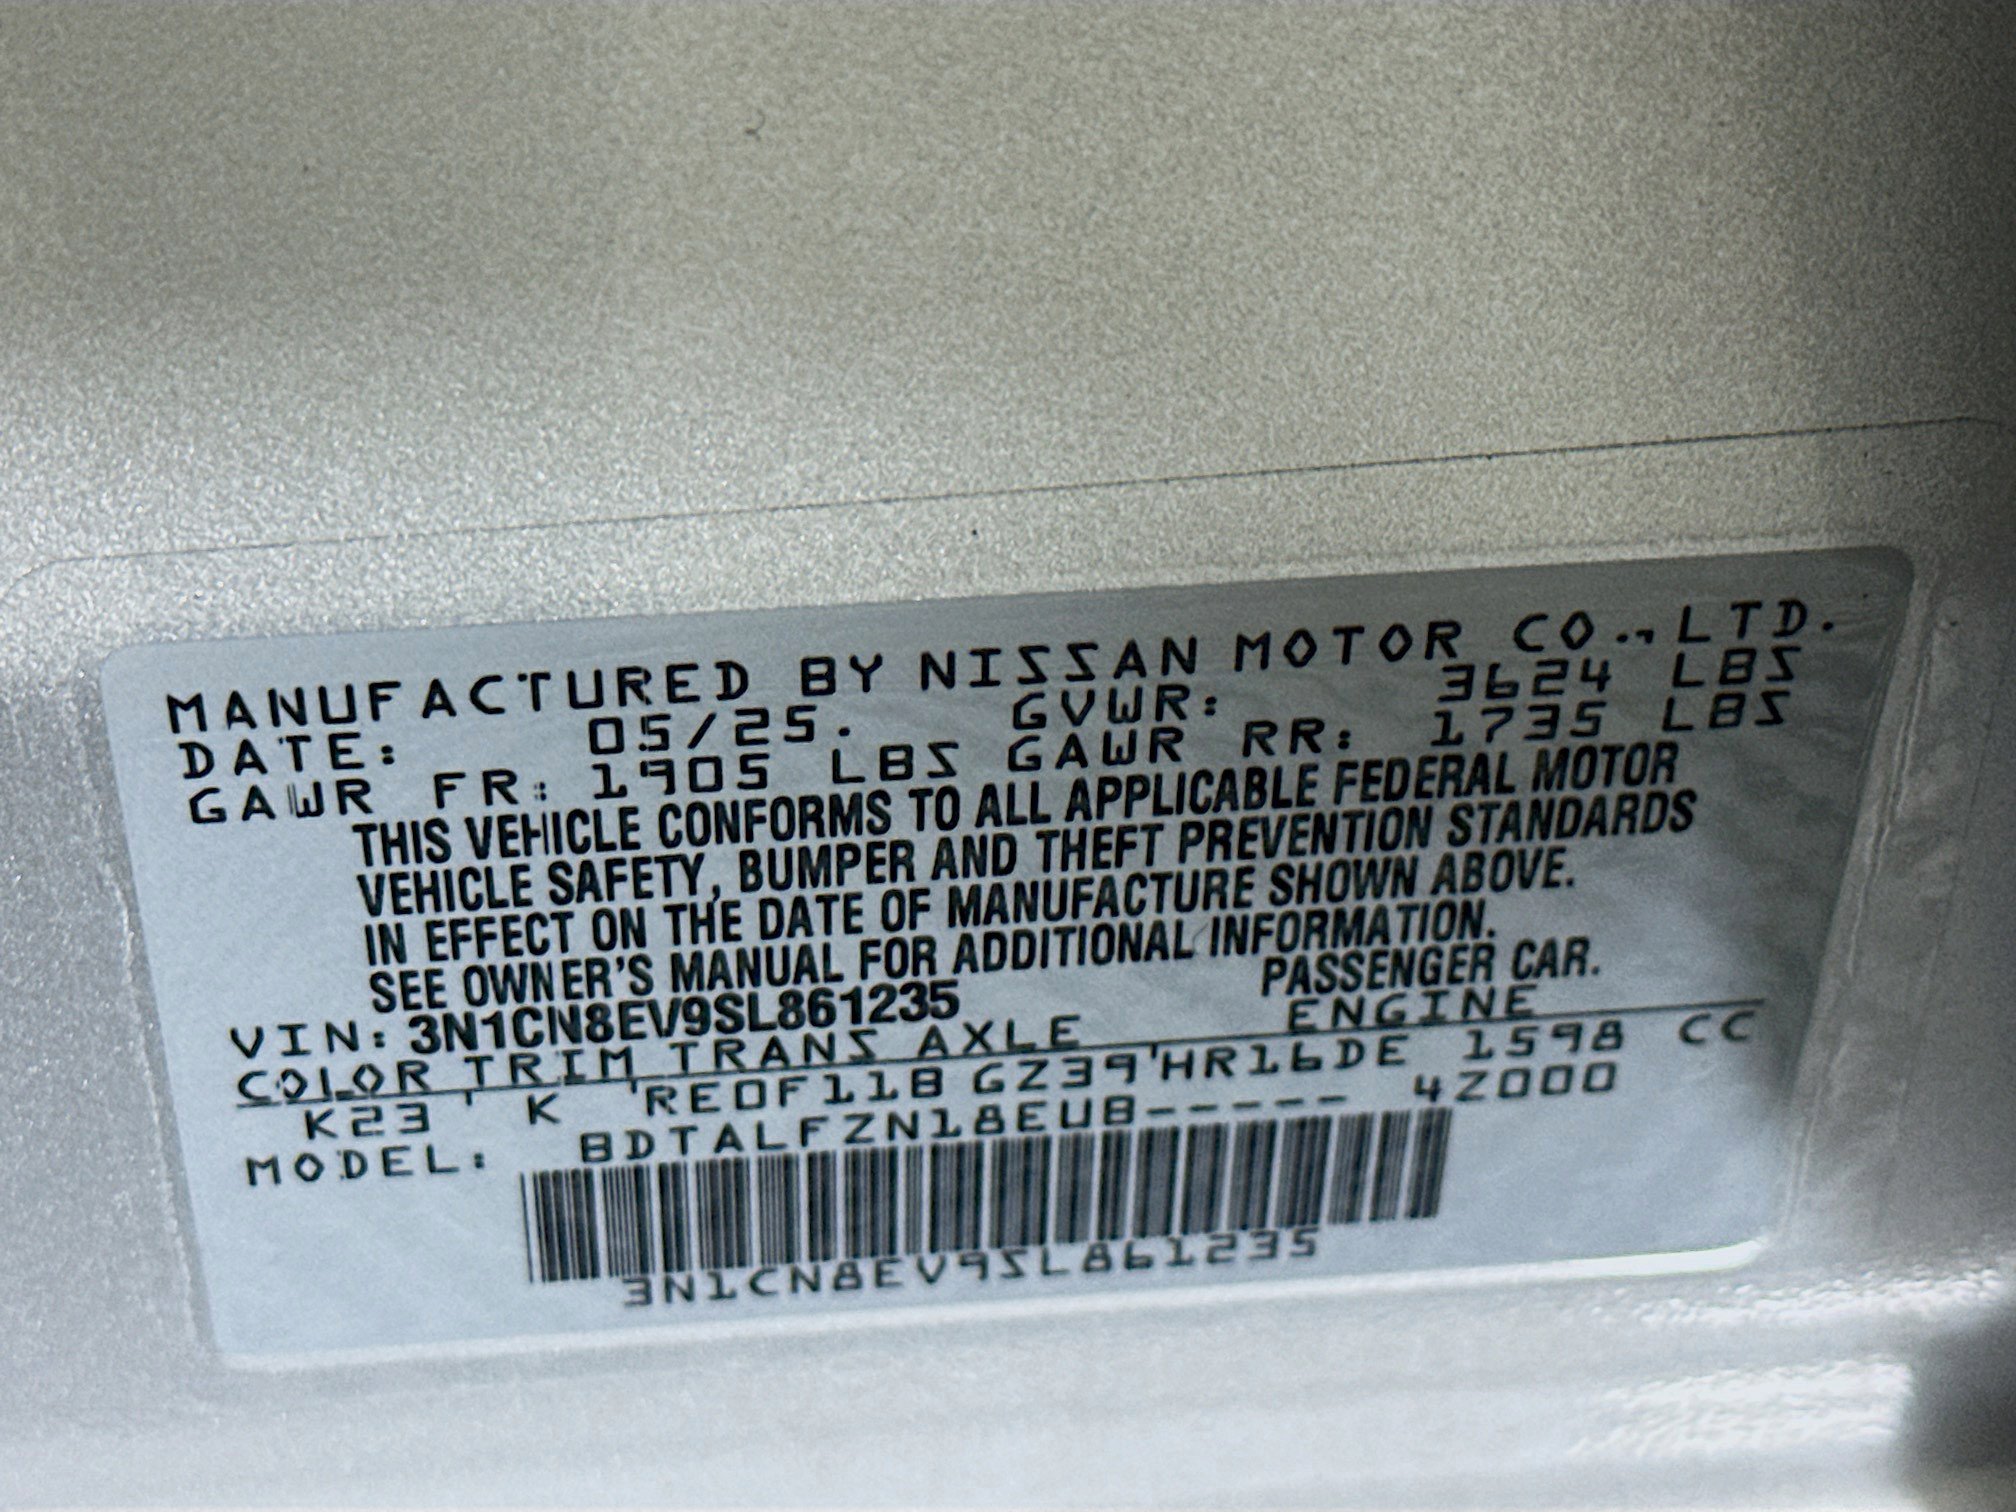 MANUFACTURED BY NISSAN MOTOR CO.,LTD.
DATE: 05/25. GVWR: 3624 LBS
GAWR FR: 1905 LBS GAWR RR: 1735 LBS
THIS VEHICLE CONFORMS TO ALL APPLICABLE FEDERAL MOTOR
VEHICLE SAFETY, BUMPER AND THEFT PREVENTION STANDARDS
IN EFFECT ON THE DATE OF MANUFACTURE SHOWN ABOVE.
SEE OWNER'S MANUAL FOR ADDITIONAL INFORMATION.
VIN: 3N1CN8EV9SL861235 PASSENGER CAR.
COLOR TRIM TRANS AXLE ENGINE
K23 ' K 'RE0F11B GZ39'HR16DE 1598 CC
MODEL: BDTALFZN18EUB----- 4Z000
3N1CN8EV9SL861235